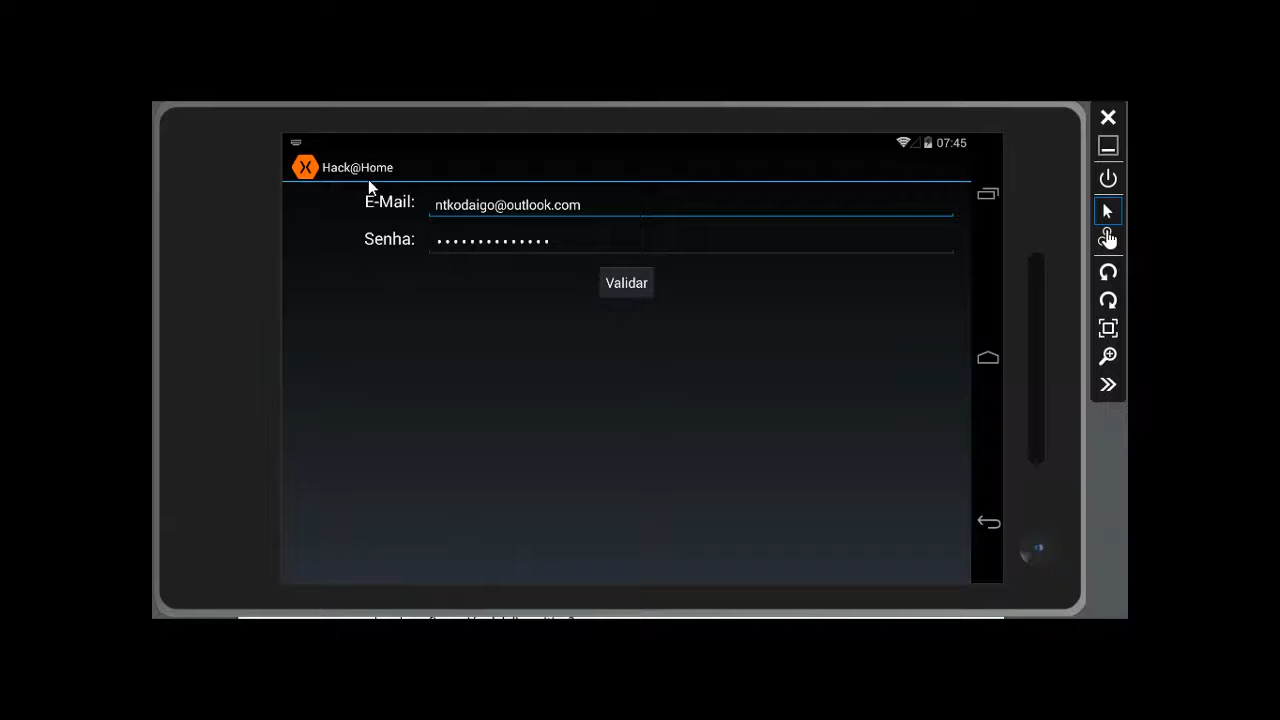 07:45
Hack@Home
E-Mail: ntkodaigo@outlook.com
Senha: ••••••••••••••
Validar